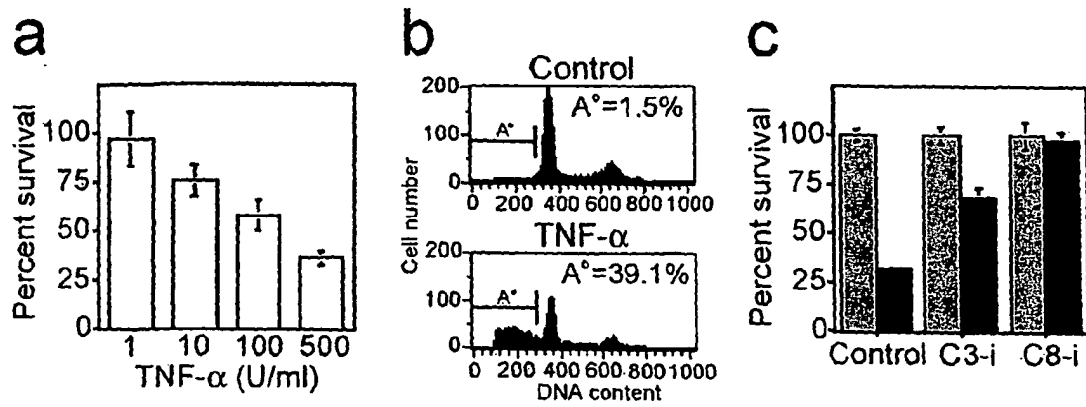 a
Percent survival
100
75
50
25
1 10 100 500
TNF-α (U/ml)
b
Control
Cell number
200
100
0
A°
A°=1.5%
0 200 400 600 800 1000
TNF-α
200
100
0
A°
A°=39.1%
0 200 400 600 800 1000
DNA content
c
Percent survival
100
75
50
25
0
Control C3-i C8-i